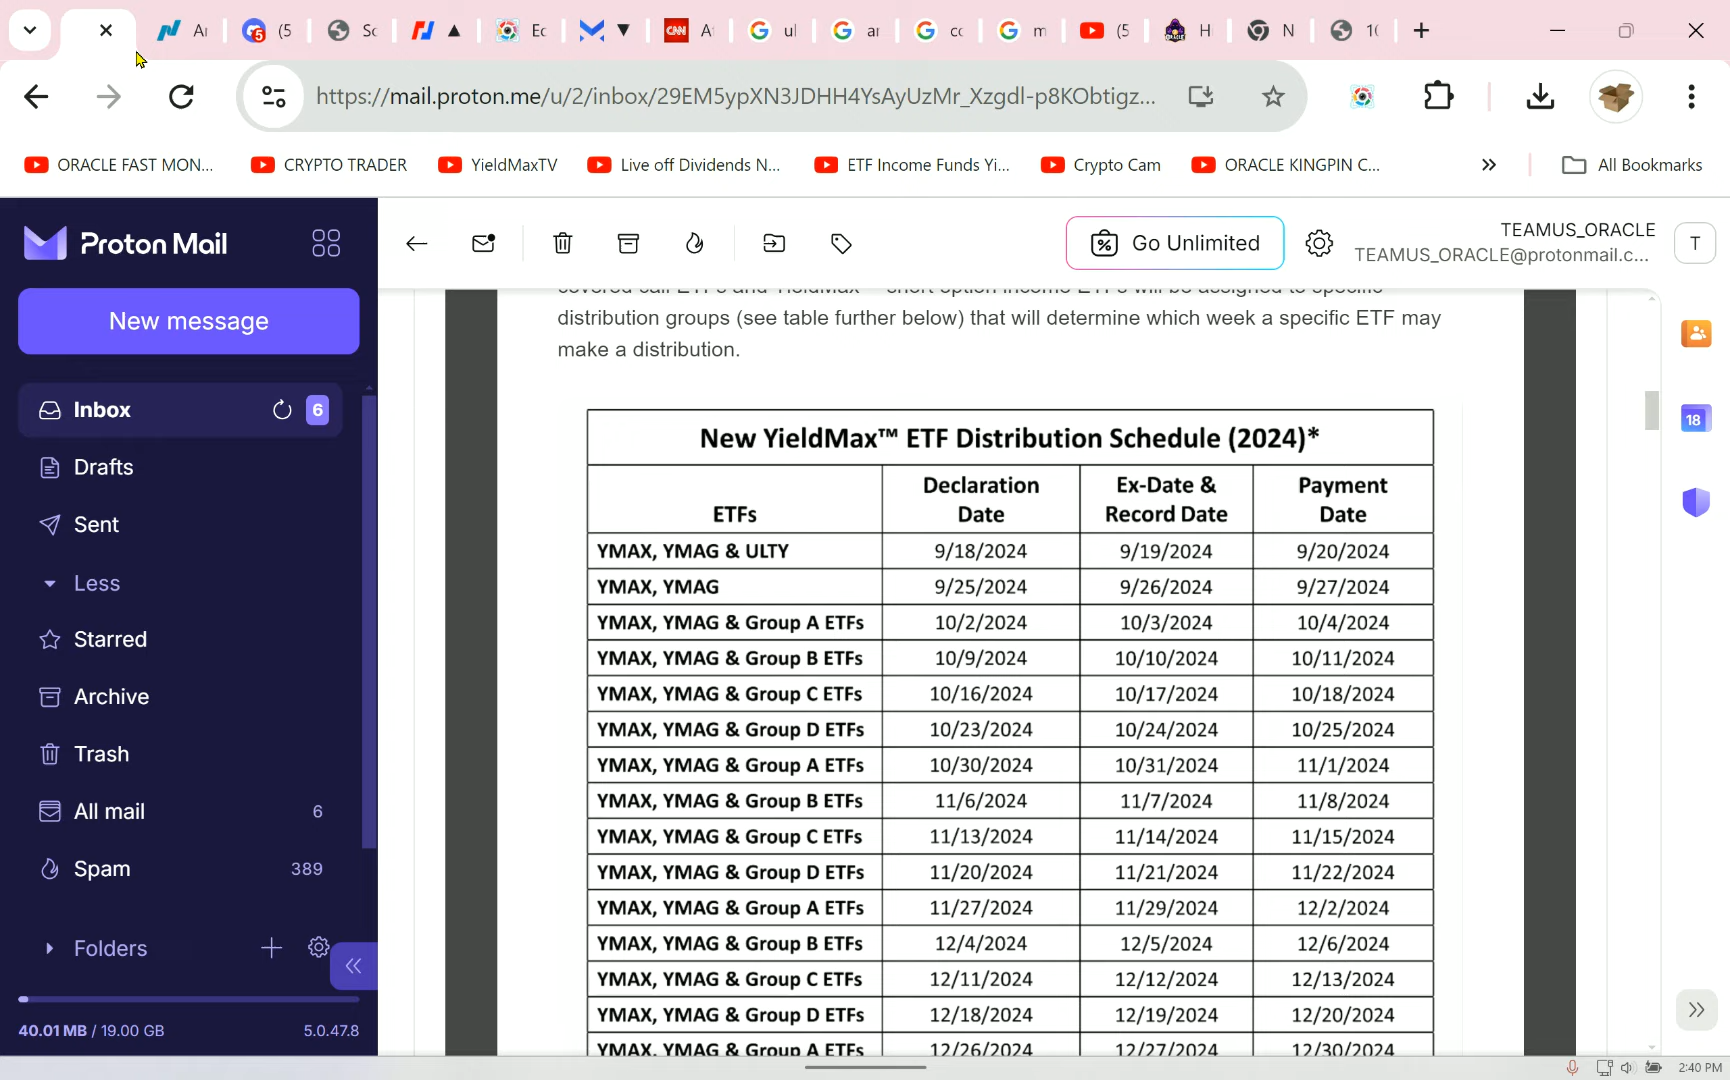 Ar
(5
Sc
Ec
CNN
A
ul
ar
cc
m
(5
H
N
1(
https://mail.proton.me/u/2/inbox/29EM5ypXN3JDHH4YsAyUzMr_Xzgdl-p8KObtigz...
ORACLE FAST MON...
CRYPTO TRADER
YieldMaxTV
Live off Dividends N...
ETF Income Funds Yi...
Crypto Cam
ORACLE KINGPIN C...
All Bookmarks
Proton Mail
Go Unlimited
TEAMUS_ORACLE
TEAMUS_ORACLE@protonmail.c...
T
New message
Inbox 6
Drafts
Sent
Less
Starred
Archive
Trash
All mail 6
Spam 389
Folders
40.01 MB / 19.00 GB 5.0.47.8
distribution groups (see table further below) that will determine which week a specific ETF may
make a distribution.
New YieldMax™ ETF Distribution Schedule (2024)*
ETFs Declaration Date Ex-Date & Record Date Payment Date
YMAX, YMAG & ULTY 9/18/2024 9/19/2024 9/20/2024
YMAX, YMAG 9/25/2024 9/26/2024 9/27/2024
YMAX, YMAG & Group A ETFs 10/2/2024 10/3/2024 10/4/2024
YMAX, YMAG & Group B ETFs 10/9/2024 10/10/2024 10/11/2024
YMAX, YMAG & Group C ETFs 10/16/2024 10/17/2024 10/18/2024
YMAX, YMAG & Group D ETFs 10/23/2024 10/24/2024 10/25/2024
YMAX, YMAG & Group A ETFs 10/30/2024 10/31/2024 11/1/2024
YMAX, YMAG & Group B ETFs 11/6/2024 11/7/2024 11/8/2024
YMAX, YMAG & Group C ETFs 11/13/2024 11/14/2024 11/15/2024
YMAX, YMAG & Group D ETFs 11/20/2024 11/21/2024 11/22/2024
YMAX, YMAG & Group A ETFs 11/27/2024 11/29/2024 12/2/2024
YMAX, YMAG & Group B ETFs 12/4/2024 12/5/2024 12/6/2024
YMAX, YMAG & Group C ETFs 12/11/2024 12/12/2024 12/13/2024
YMAX, YMAG & Group D ETFs 12/18/2024 12/19/2024 12/20/2024
YMAX, YMAG & Group A ETFs 12/26/2024 12/27/2024 12/30/2024
18
2:40 PM